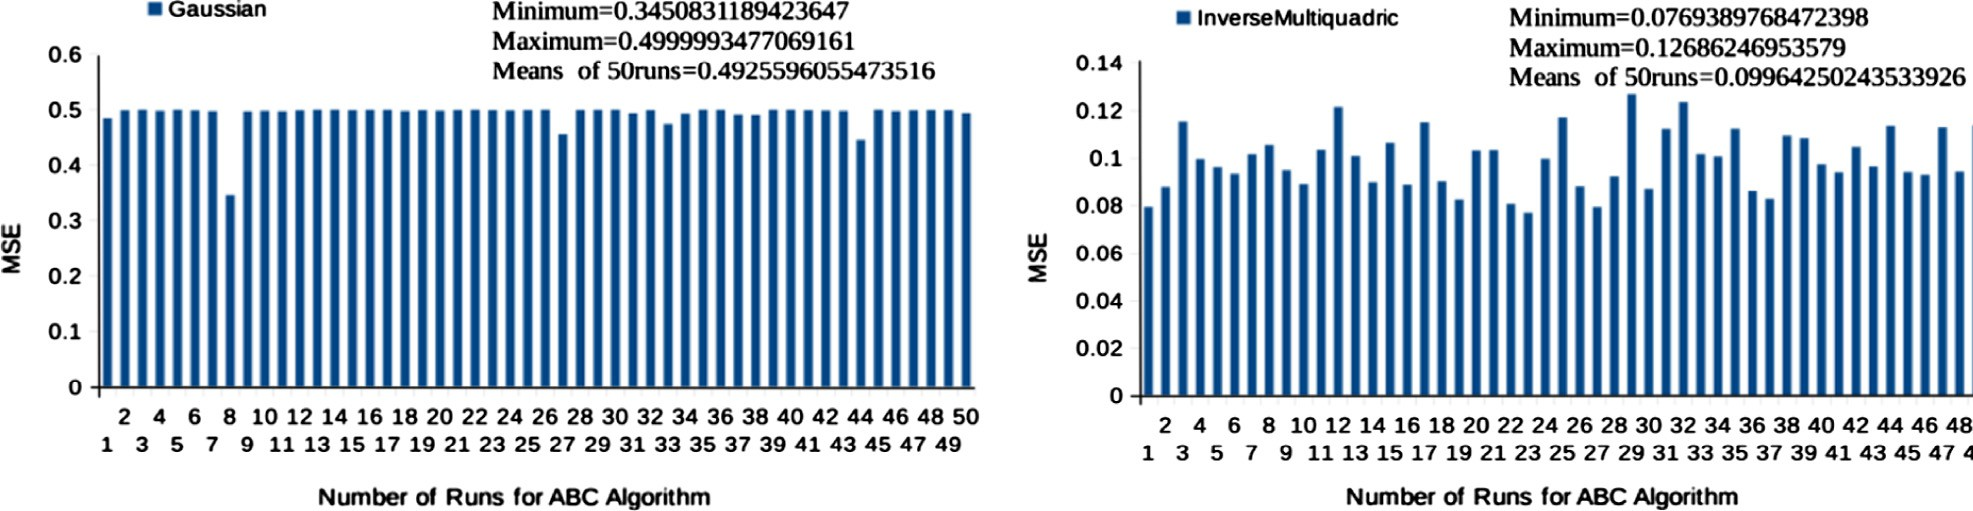 Gaussian
Minimum=0.3450831189423647
Maximum=0.4999993477069161
Means of 50runs=0.4925596055473516
0.6
0.5
0.4
0.3
0.2
0.1
0
MSE
2 4 6 8 10 12 14 16 18 20 22 24 26 28 30 32 34 36 38 40 42 44 46 48 50
1 3 5 7 9 11 13 15 17 19 21 23 25 27 29 31 33 35 37 39 41 43 45 47 49
Number of Runs for ABC Algorithm
InverseMultiquadric
Minimum=0.0769389768472398
Maximum=0.12686246953579
Means of 50runs=0.09964250243533926
0.14
0.12
0.1
0.08
0.06
0.04
0.02
0
MSE
2 4 6 8 10 12 14 16 18 20 22 24 26 28 30 32 34 36 38 40 42 44 46 48
1 3 5 7 9 11 13 15 17 19 21 23 25 27 29 31 33 35 37 39 41 43 45 47 4
Number of Runs for ABC Algorithm